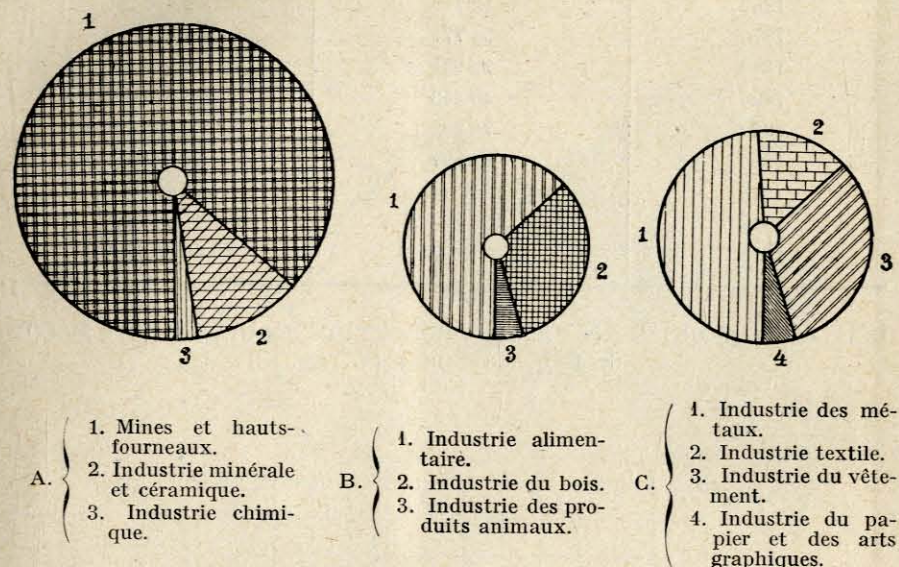 1
2
3
1
2
3
1
2
3
4
A.
1. Mines et hauts-
fourneaux.
2. Industrie minérale
et céramique.
3. Industrie chimi-
que.
B.
1. Industrie alimen-
taire.
2. Industrie du bois.
3. Industrie des pro-
duits animaux.
C.
1. Industrie des mé-
taux.
2. Industrie textile.
3. Industrie du vête-
ment.
4. Industrie du pa-
pier et des arts
graphiques.